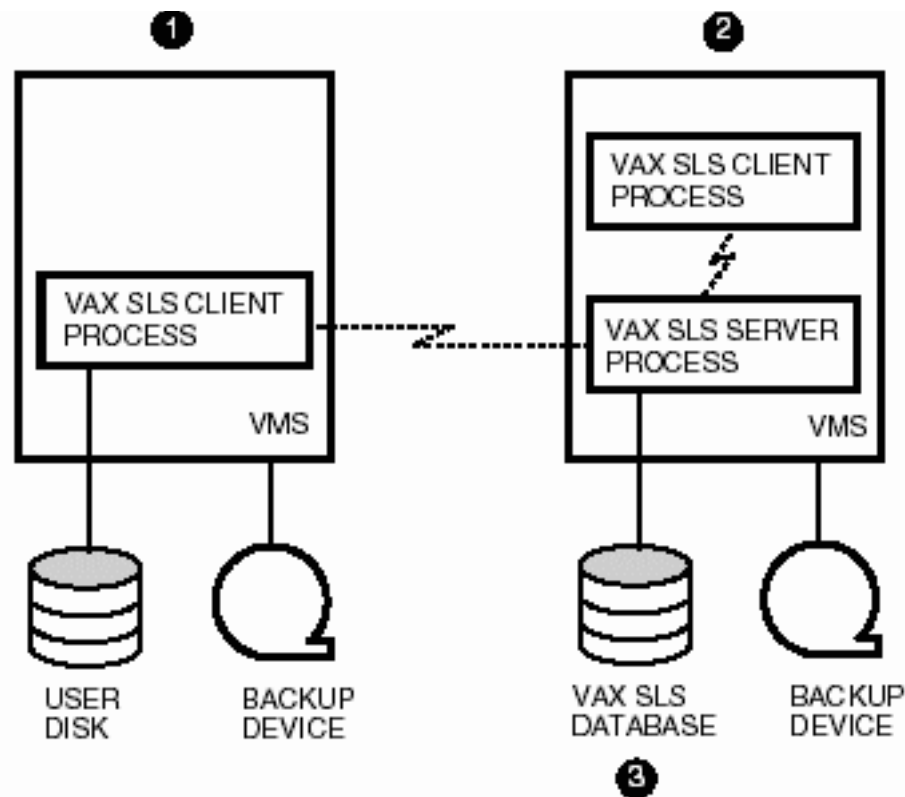 1
2
VAX SLS CLIENT
PROCESS
VAX SLS CLIENT
PROCESS
VAX SLS SERVER
PROCESS
VMS
VMS
USER
DISK
BACKUP
DEVICE
VAX SLS
DATABASE
BACKUP
DEVICE
3